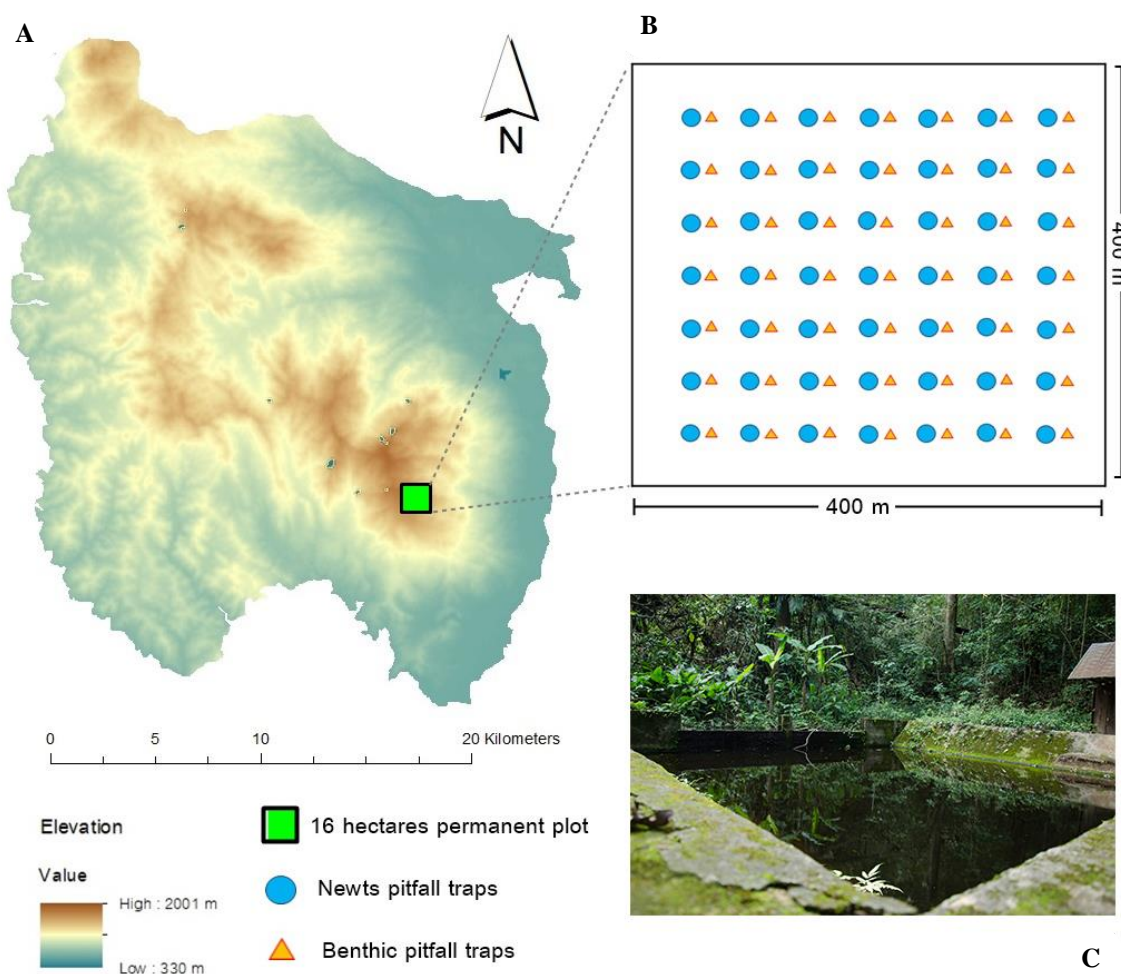 A
B
N
400 m
400 m
0 5 10 20 Kilometers
Elevation
Value
High : 2001 m
Low : 330 m
16 hectares permanent plot
Newts pitfall traps
Benthic pitfall traps
C